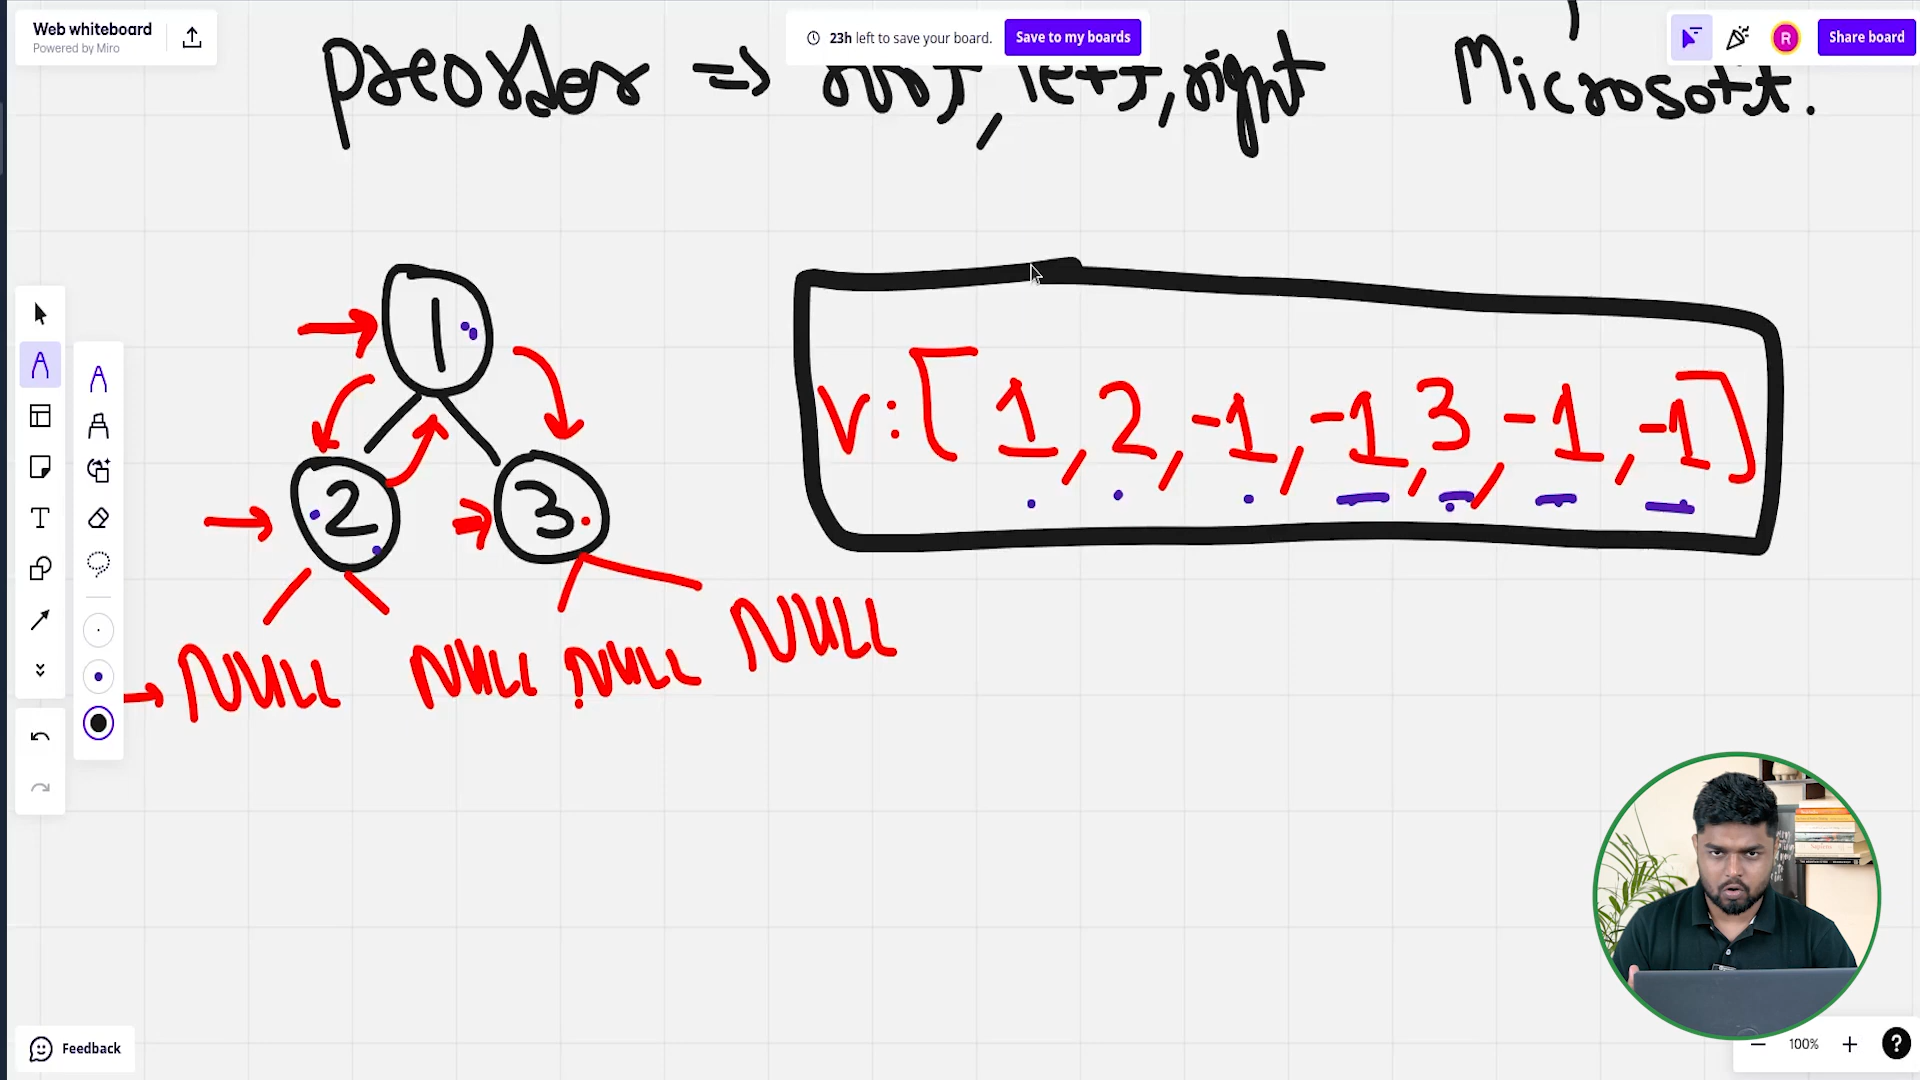 Web whiteboard
Powered by Miro
23h left to save your board.
Save to my boards
Share board
R
preorder => root, left, right
Microsoft.
1
2
3
V:[1, 2, -1, -1, 3, -1, -1]
NULL NULL NULL NULL
T
Feedback
100%
?